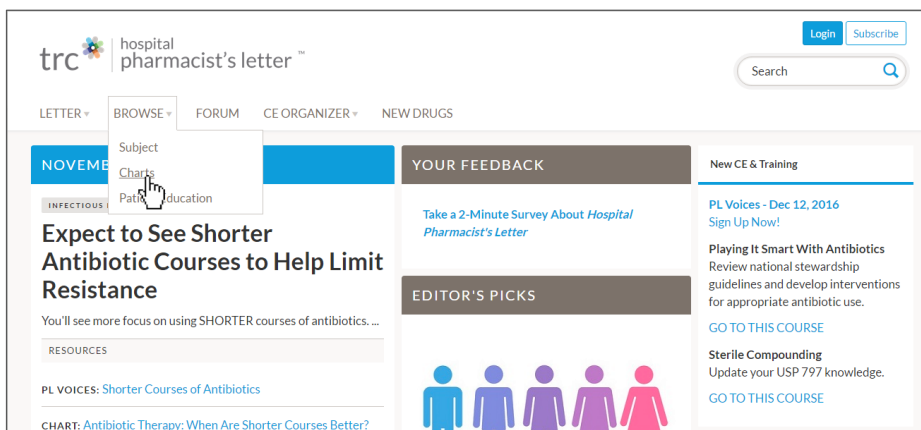 Login Subscribe
trc hospital
pharmacist's letter ™
Search
LETTER BROWSE FORUM CE ORGANIZER NEW DRUGS
Subject
Charts
NOVEMB
INFECTIOUS
Expect to See Shorter
Antibiotic Courses to Help Limit
Resistance
You'll see more focus on using SHORTER courses of antibiotics. ...
RESOURCES
PL VOICES: Shorter Courses of Antibiotics
CHART: Antibiotic Therapy: When Are Shorter Courses Better?
YOUR FEEDBACK
Take a 2-Minute Survey About Hospital
Pharmacist's Letter
EDITOR'S PICKS
New CE & Training
PL Voices - Dec 12, 2016
Sign Up Now!
Playing It Smart With Antibiotics
Review national stewardship
guidelines and develop interventions
for appropriate antibiotic use.
GO TO THIS COURSE
Sterile Compounding
Update your USP 797 knowledge.
GO TO THIS COURSE